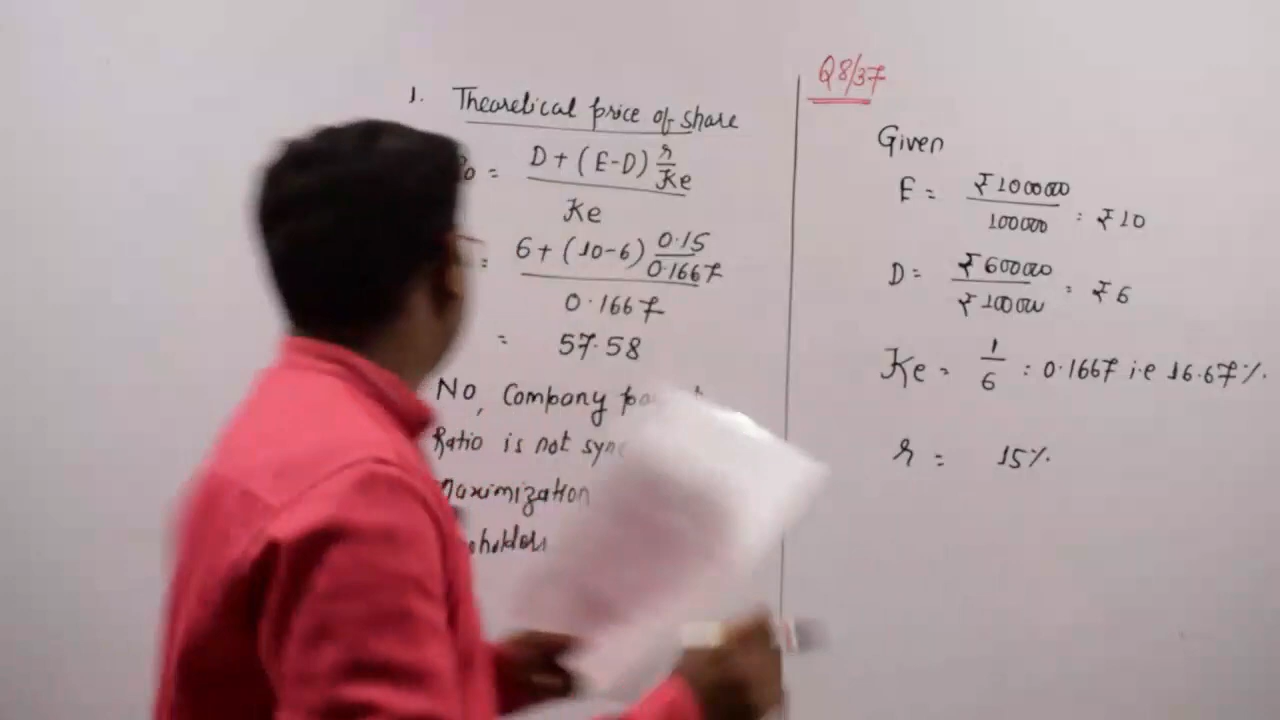 1. Theoretical price of share
= D + (E-D) r/Ke
Ke
= 6 + (10-6) 0.15/0.1667
0.1667
= 57.58
No, Company
Ratio is not
Maximization
Q8/37
Given
E = ₹1000000 / 100000 = ₹10
D = ₹600000 / ₹100000 = ₹6
Ke = 1/6 : 0.1667 i.e 16.67%.
r = 15%.